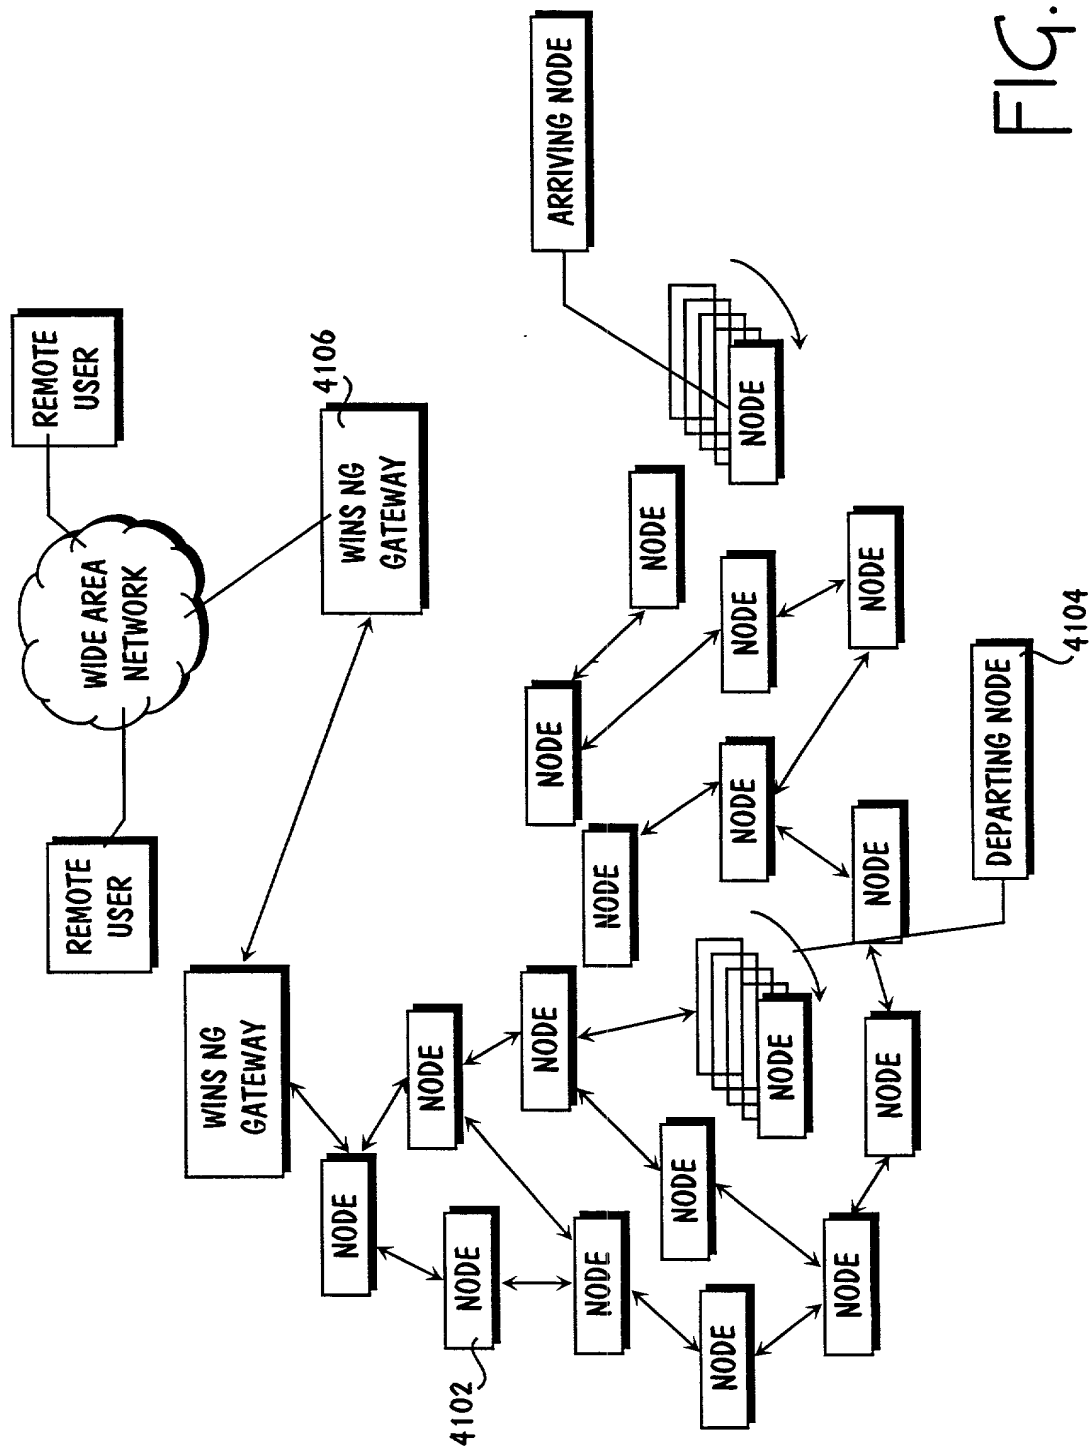 REMOTE
USER
REMOTE
USER
WIDE AREA
NETWORK
WINS NG
GATEWAY
4106
WINS NG
GATEWAY
NODE
NODE
4102
NODE
NODE
NODE
ARRIVING NODE
NODE
NODE
NODE
NODE
NODE
NODE
NODE
NODE
NODE
NODE
NODE
NODE
NODE
DEPARTING NODE
4104
FIG.